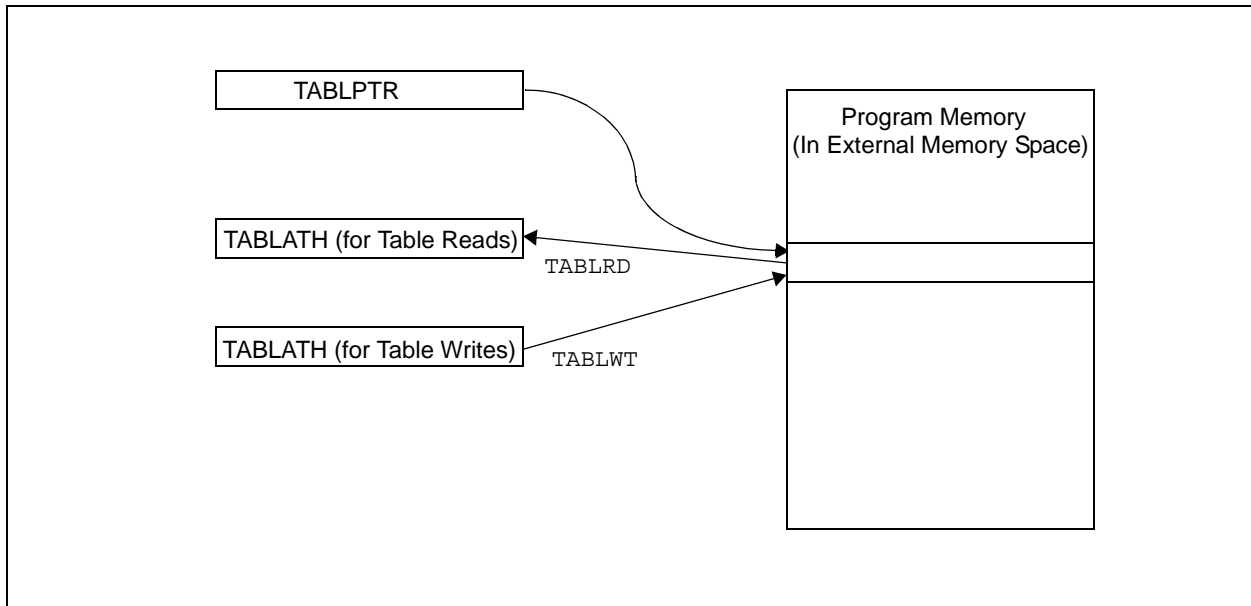 TABLPTR
Program Memory
(In External Memory Space)
TABLATH (for Table Reads)
TABLRD
TABLATH (for Table Writes)
TABLWT